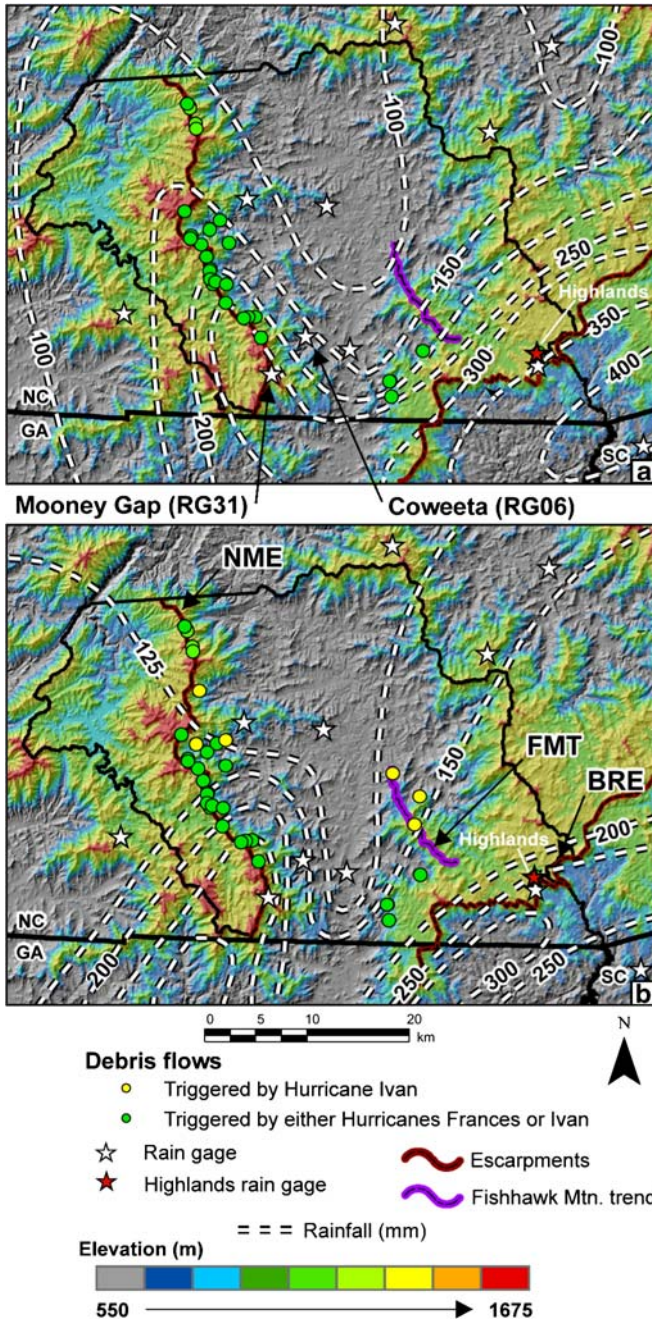 100
100
100
150
250
Highlands
350
300
400
100
200
NC
GA
SC
a
Mooney Gap (RG31)
Coweeta (RG06)
NME
125
150
FMT
BRE
Highlands
200
NC
GA
200
300
250
250
SC
b
0 5 10 20
km
N
Debris flows
Triggered by Hurricane Ivan
Triggered by either Hurricanes Frances or Ivan
Rain gage
Escarpments
Highlands rain gage
Fishhawk Mtn. trend
Rainfall (mm)
Elevation (m)
550 1675